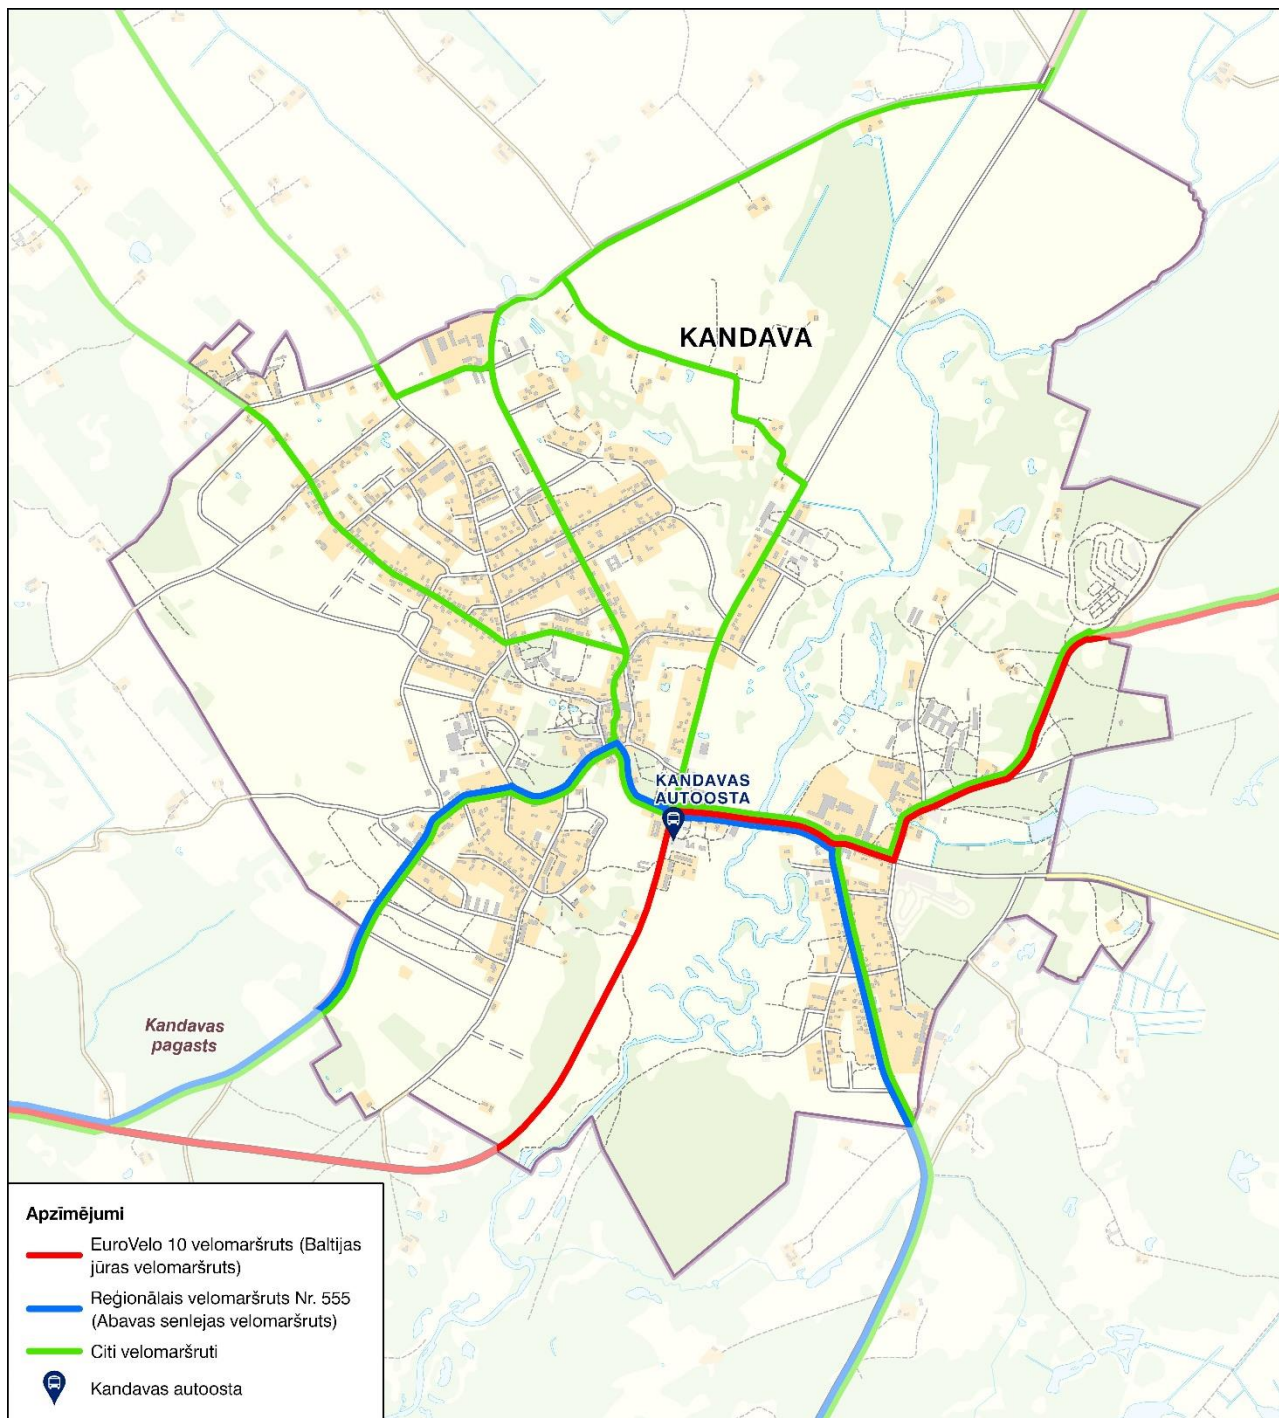 KANDAVA
KANDAVAS
AUTOOSTA
Kandavas
pagasts
Apzīmējumi
EuroVelo 10 velomaršruts (Baltijas
jūras velomaršruts)
Reģionālais velomaršruts Nr. 555
(Abavas senlejas velomaršruts)
Citi velomaršruti
Kandavas autoosta